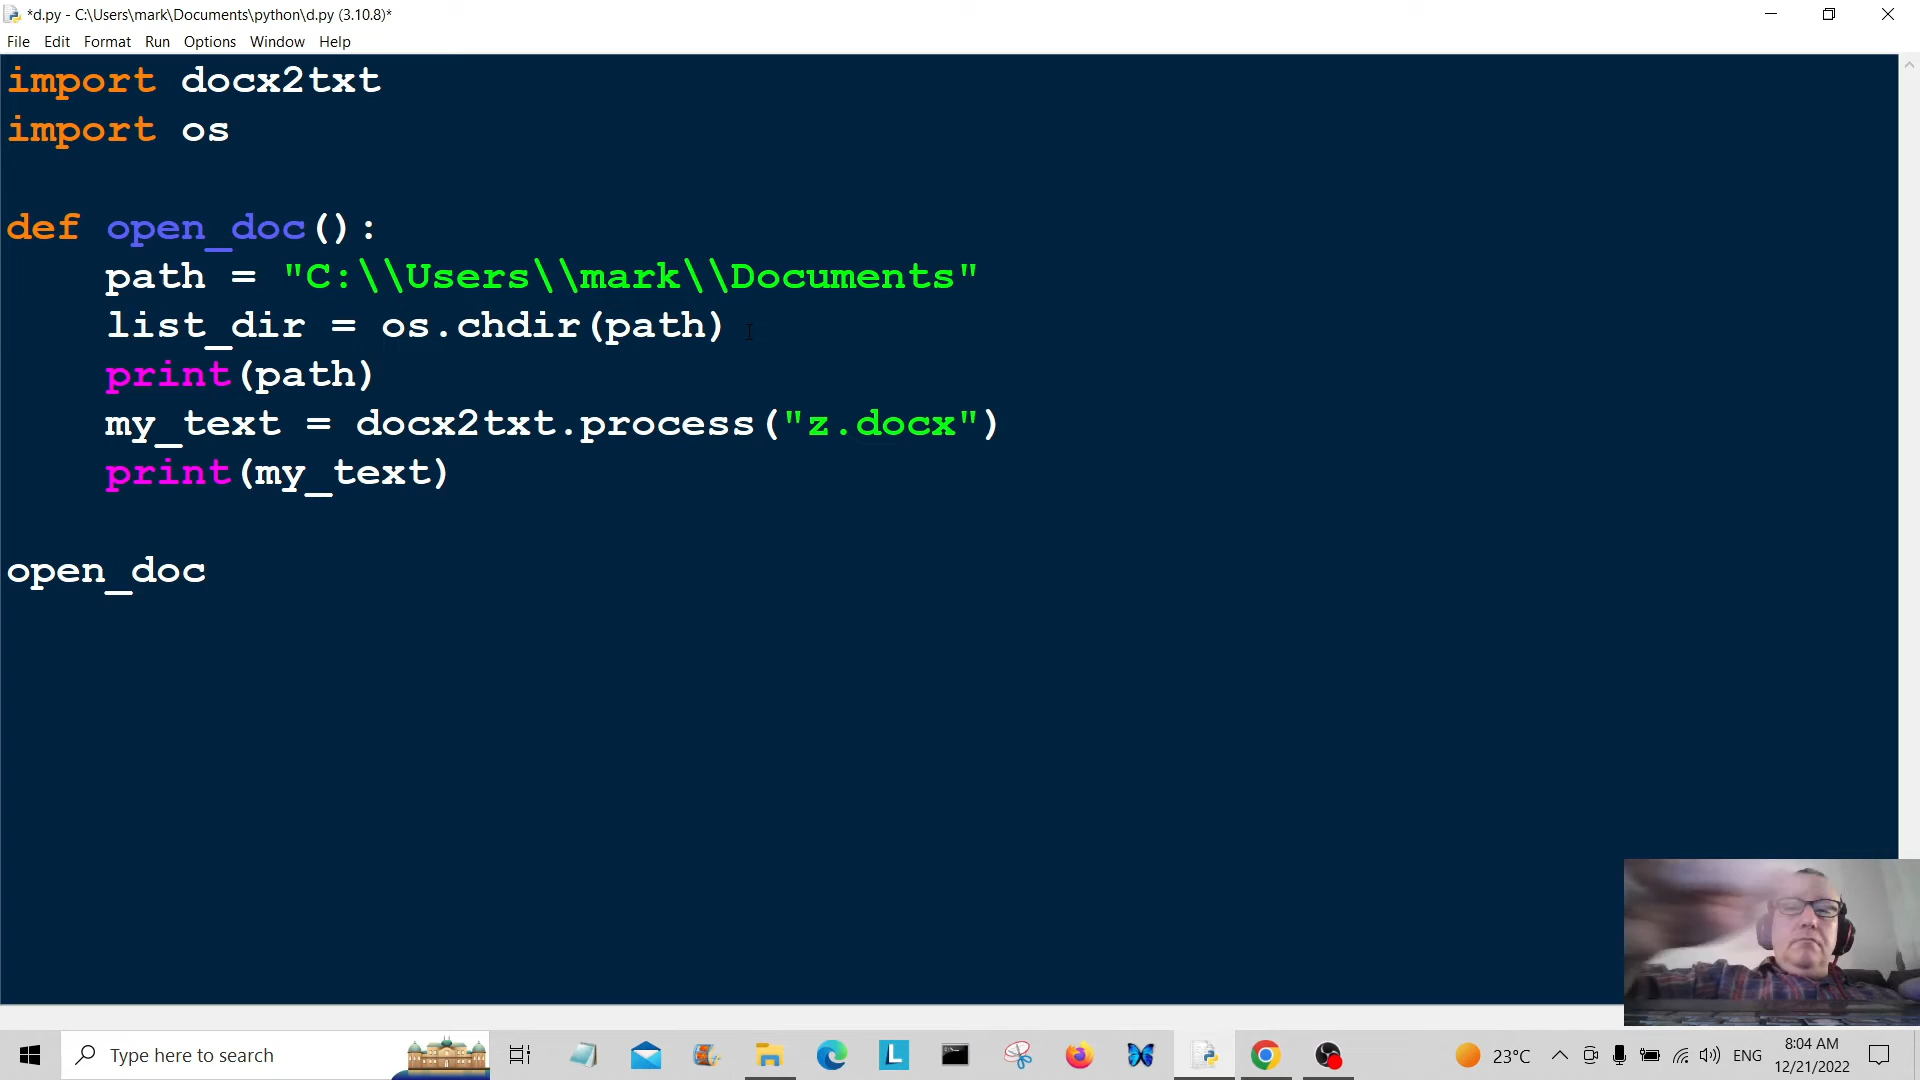 *d.py - C:\Users\mark\Documents\python\d.py (3.10.8)*
File Edit Format Run Options Window Help
import docx2txt
import os
def open_doc():
    path = "C:\\Users\\mark\\Documents"
    list_dir = os.chdir(path)
    print(path)
    my_text = docx2txt.process("z.docx")
    print(my_text)
open_doc
Type here to search
L
23°C
ENG
8:04 AM
12/21/2022